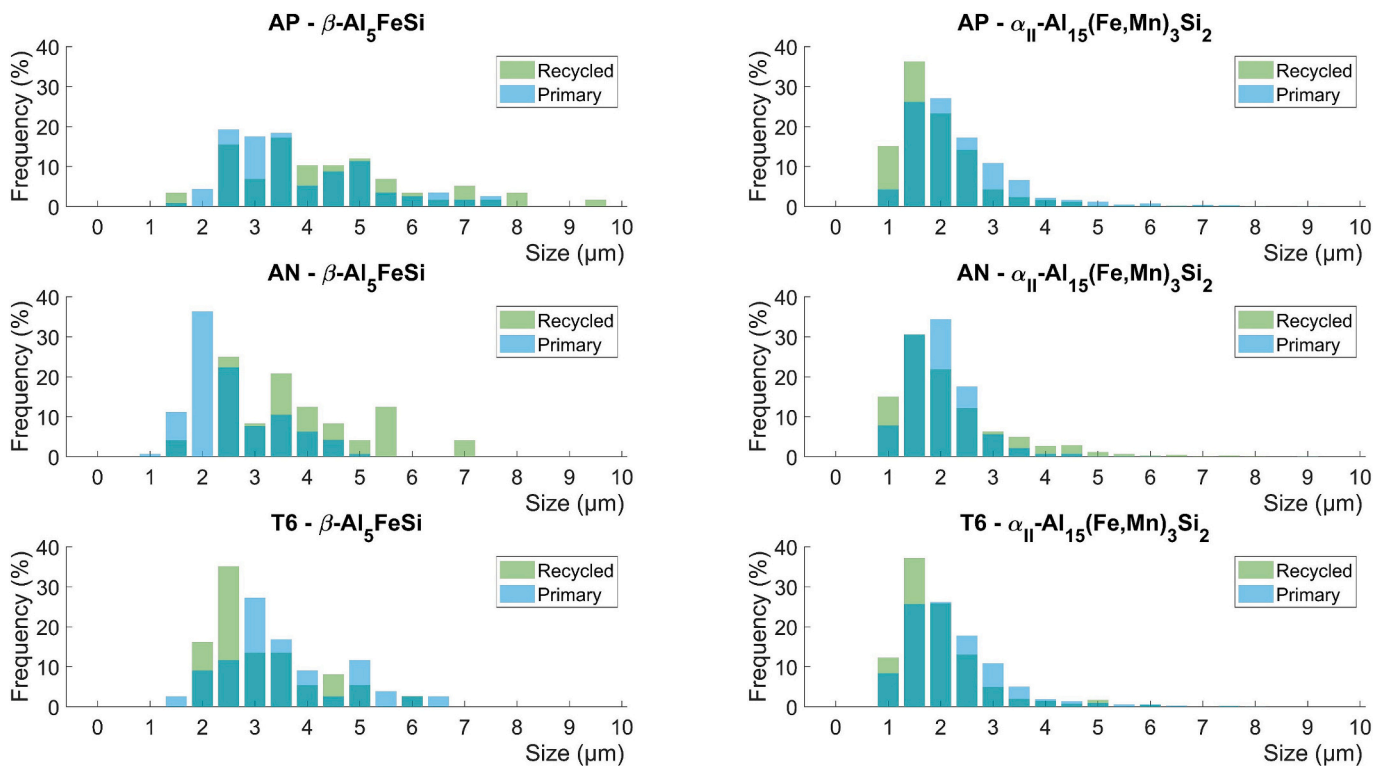 AP - β-Al5FeSi
Frequency (%)
40
30
20
10
0
Recycled
Primary
0 1 2 3 4 5 6 7 8 9 10
Size (μm)
AP - αII-Al15(Fe,Mn)3Si2
Frequency (%)
40
30
20
10
0
Recycled
Primary
0 1 2 3 4 5 6 7 8 9 10
Size (μm)
AN - β-Al5FeSi
Frequency (%)
40
30
20
10
0
Recycled
Primary
0 1 2 3 4 5 6 7 8 9 10
Size (μm)
AN - αII-Al15(Fe,Mn)3Si2
Frequency (%)
40
30
20
10
0
Recycled
Primary
0 1 2 3 4 5 6 7 8 9 10
Size (μm)
T6 - β-Al5FeSi
Frequency (%)
40
30
20
10
0
Recycled
Primary
0 1 2 3 4 5 6 7 8 9 10
Size (μm)
T6 - αII-Al15(Fe,Mn)3Si2
Frequency (%)
40
30
20
10
0
Recycled
Primary
0 1 2 3 4 5 6 7 8 9 10
Size (μm)